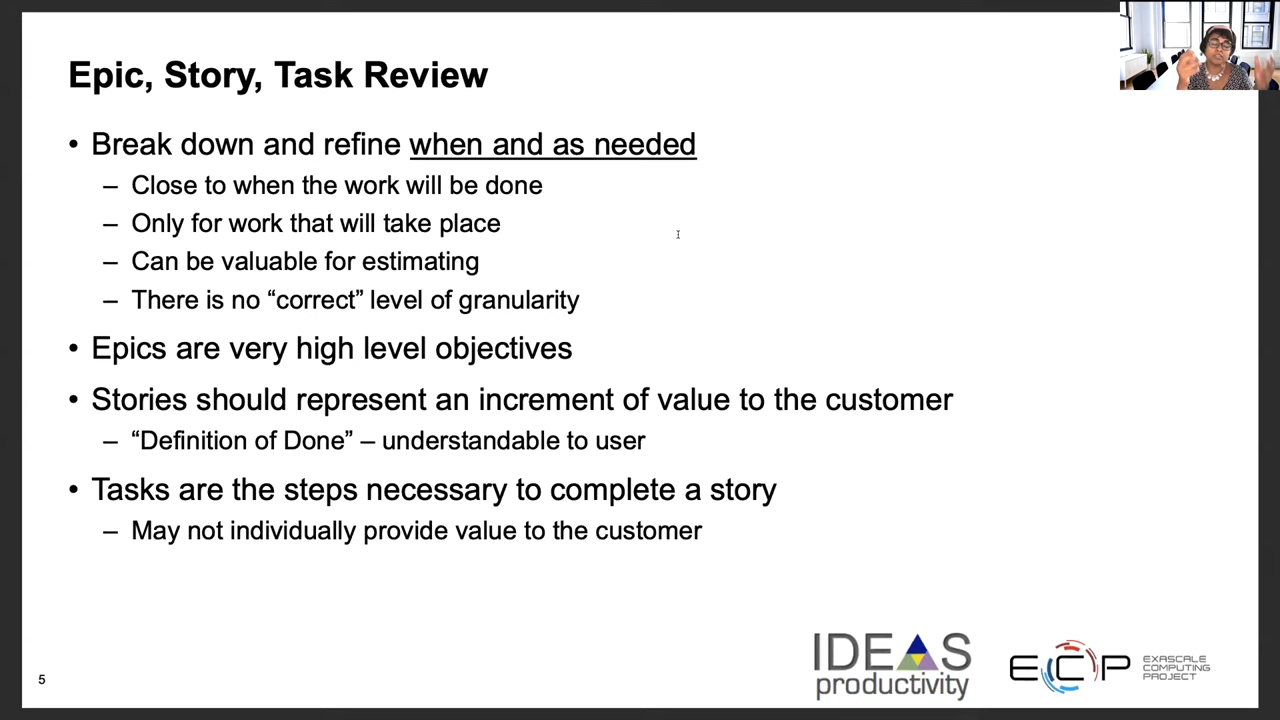 Epic, Story, Task Review
• Break down and refine when and as needed
– Close to when the work will be done
– Only for work that will take place
– Can be valuable for estimating
– There is no “correct” level of granularity
• Epics are very high level objectives
• Stories should represent an increment of value to the customer
– “Definition of Done” – understandable to user
• Tasks are the steps necessary to complete a story
– May not individually provide value to the customer
5
IDEAS
productivity
ECP
EXASCALE
COMPUTING
PROJECT